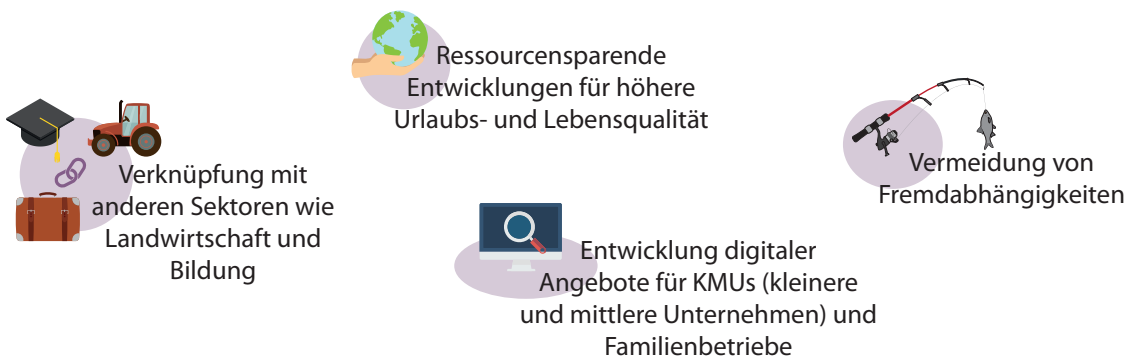 Ressourcensparende
Entwicklungen für höhere
Urlaubs- und Lebensqualität
Verknüpfung mit
anderen Sektoren wie
Landwirtschaft und
Bildung
Vermeidung von
Fremdabhängigkeiten
Entwicklung digitaler
Angebote für KMUs (kleinere
und mittlere Unternehmen) und
Familienbetriebe